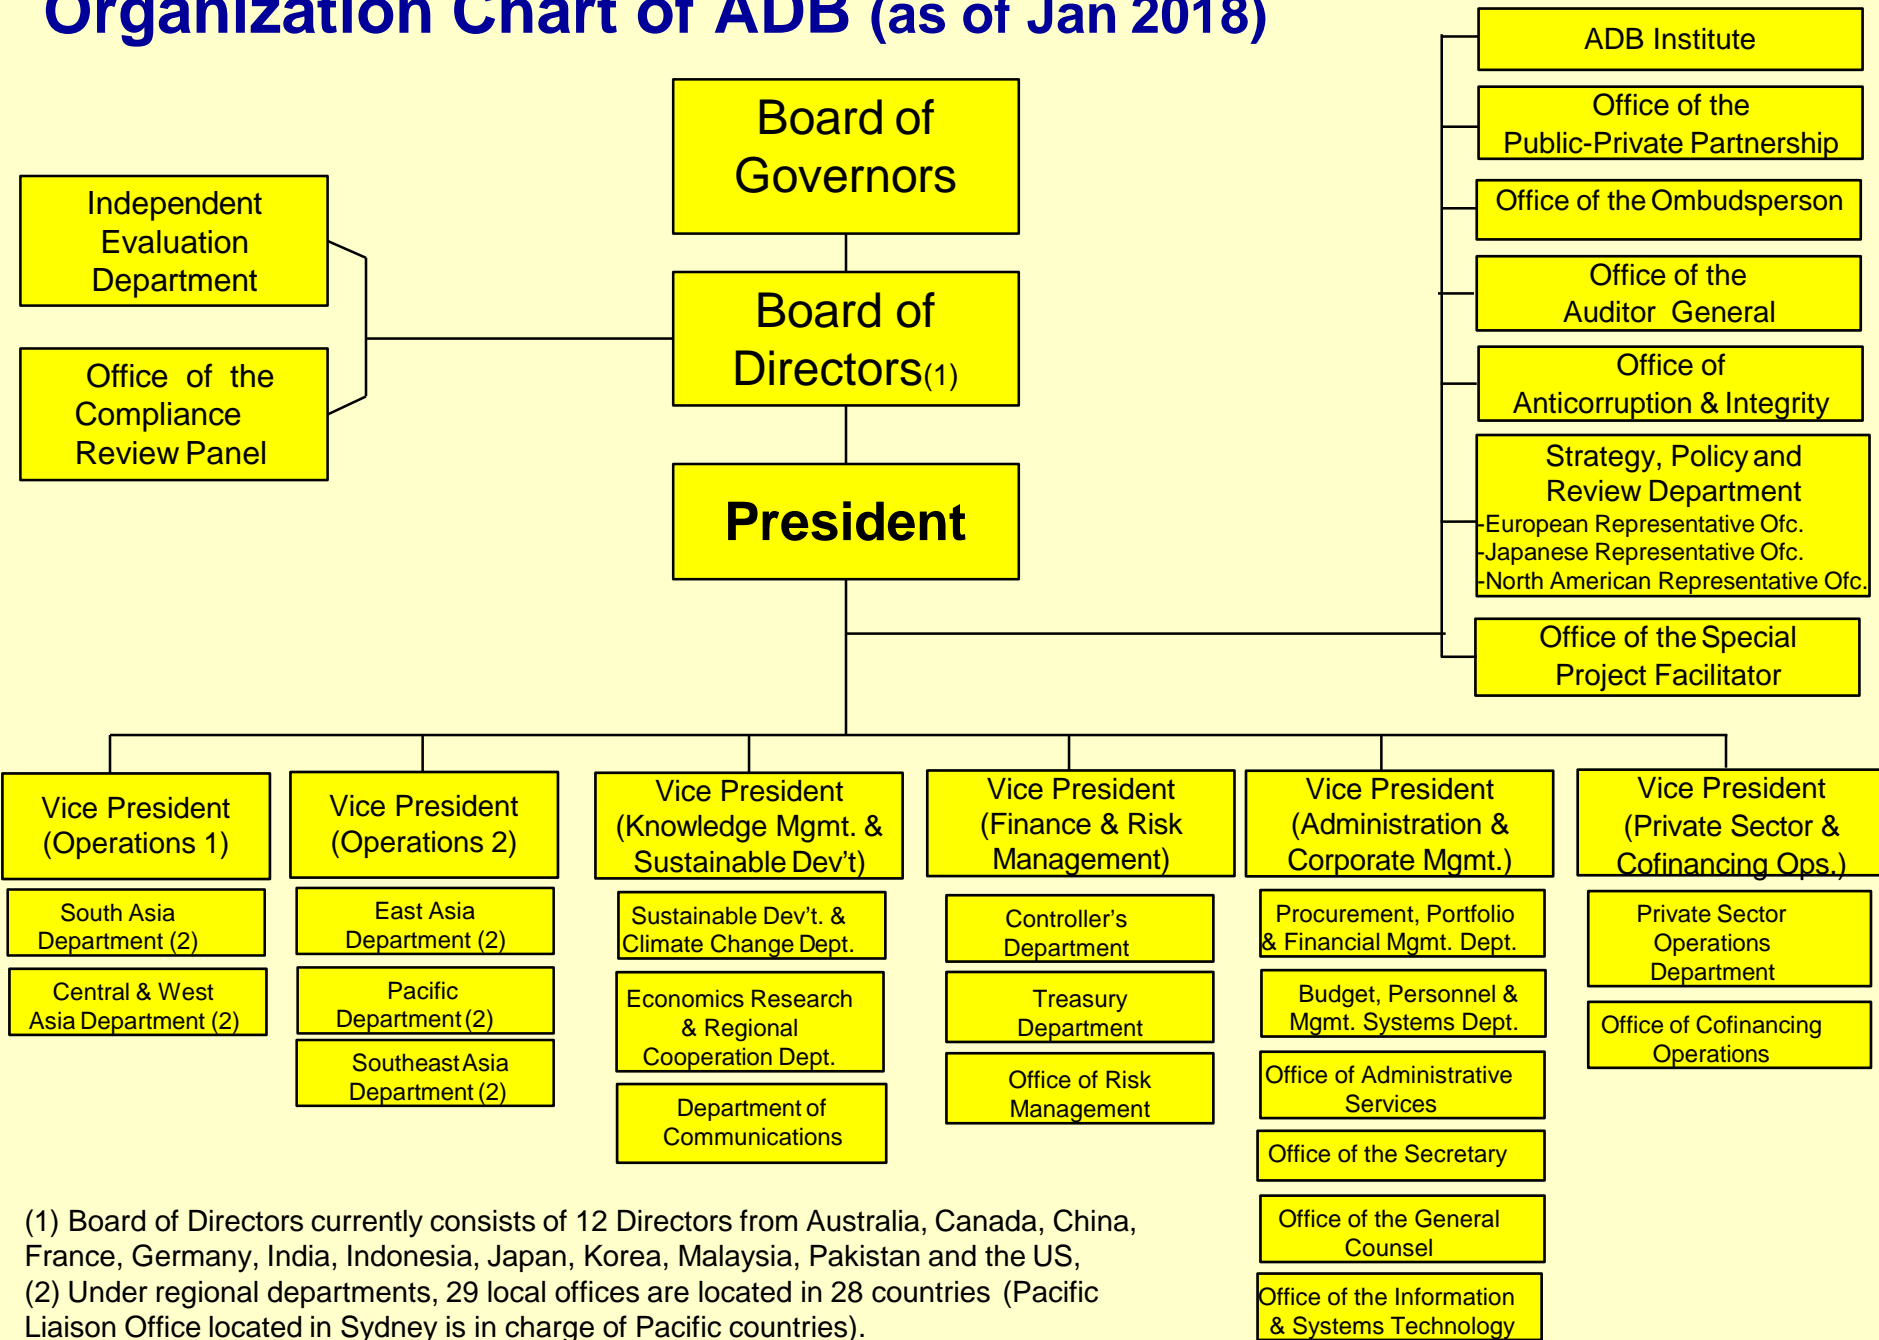 Organization Chart of ADB (as of Jan 2018)
ADB Institute
Office of the
Public-Private Partnership
Office of the Ombudsperson
Office of the
Auditor General
Office of
Anticorruption & Integrity
Strategy, Policy and
Review Department
-European Representative Ofc.
-Japanese Representative Ofc.
-North American Representative Ofc.
Office of the Special
Project Facilitator
Board of
Governors
Independent
Evaluation
Department
Board of
Directors(1)
Office of the
Compliance
Review Panel
President
Vice President
(Operations 1)
South Asia
Department (2)
Central & West
Asia Department (2)
Vice President
(Operations 2)
East Asia
Department (2)
Pacific
Department (2)
Southeast Asia
Department (2)
Vice President
(Knowledge Mgmt. &
Sustainable Dev't)
Sustainable Dev't. &
Climate Change Dept.
Economics Research
& Regional
Cooperation Dept.
Department of
Communications
Vice President
(Finance & Risk
Management)
Controller's
Department
Treasury
Department
Office of Risk
Management
Vice President
(Administration &
Corporate Mgmt.)
Procurement, Portfolio
& Financial Mgmt. Dept.
Budget, Personnel &
Mgmt. Systems Dept.
Office of Administrative
Services
Office of the Secretary
Office of the General
Counsel
Office of the Information
& Systems Technology
Vice President
(Private Sector &
Cofinancing Ops.)
Private Sector
Operations
Department
Office of Cofinancing
Operations
(1) Board of Directors currently consists of 12 Directors from Australia, Canada, China,
France, Germany, India, Indonesia, Japan, Korea, Malaysia, Pakistan and the US,
(2) Under regional departments, 29 local offices are located in 28 countries (Pacific
Liaison Office located in Sydney is in charge of Pacific countries).